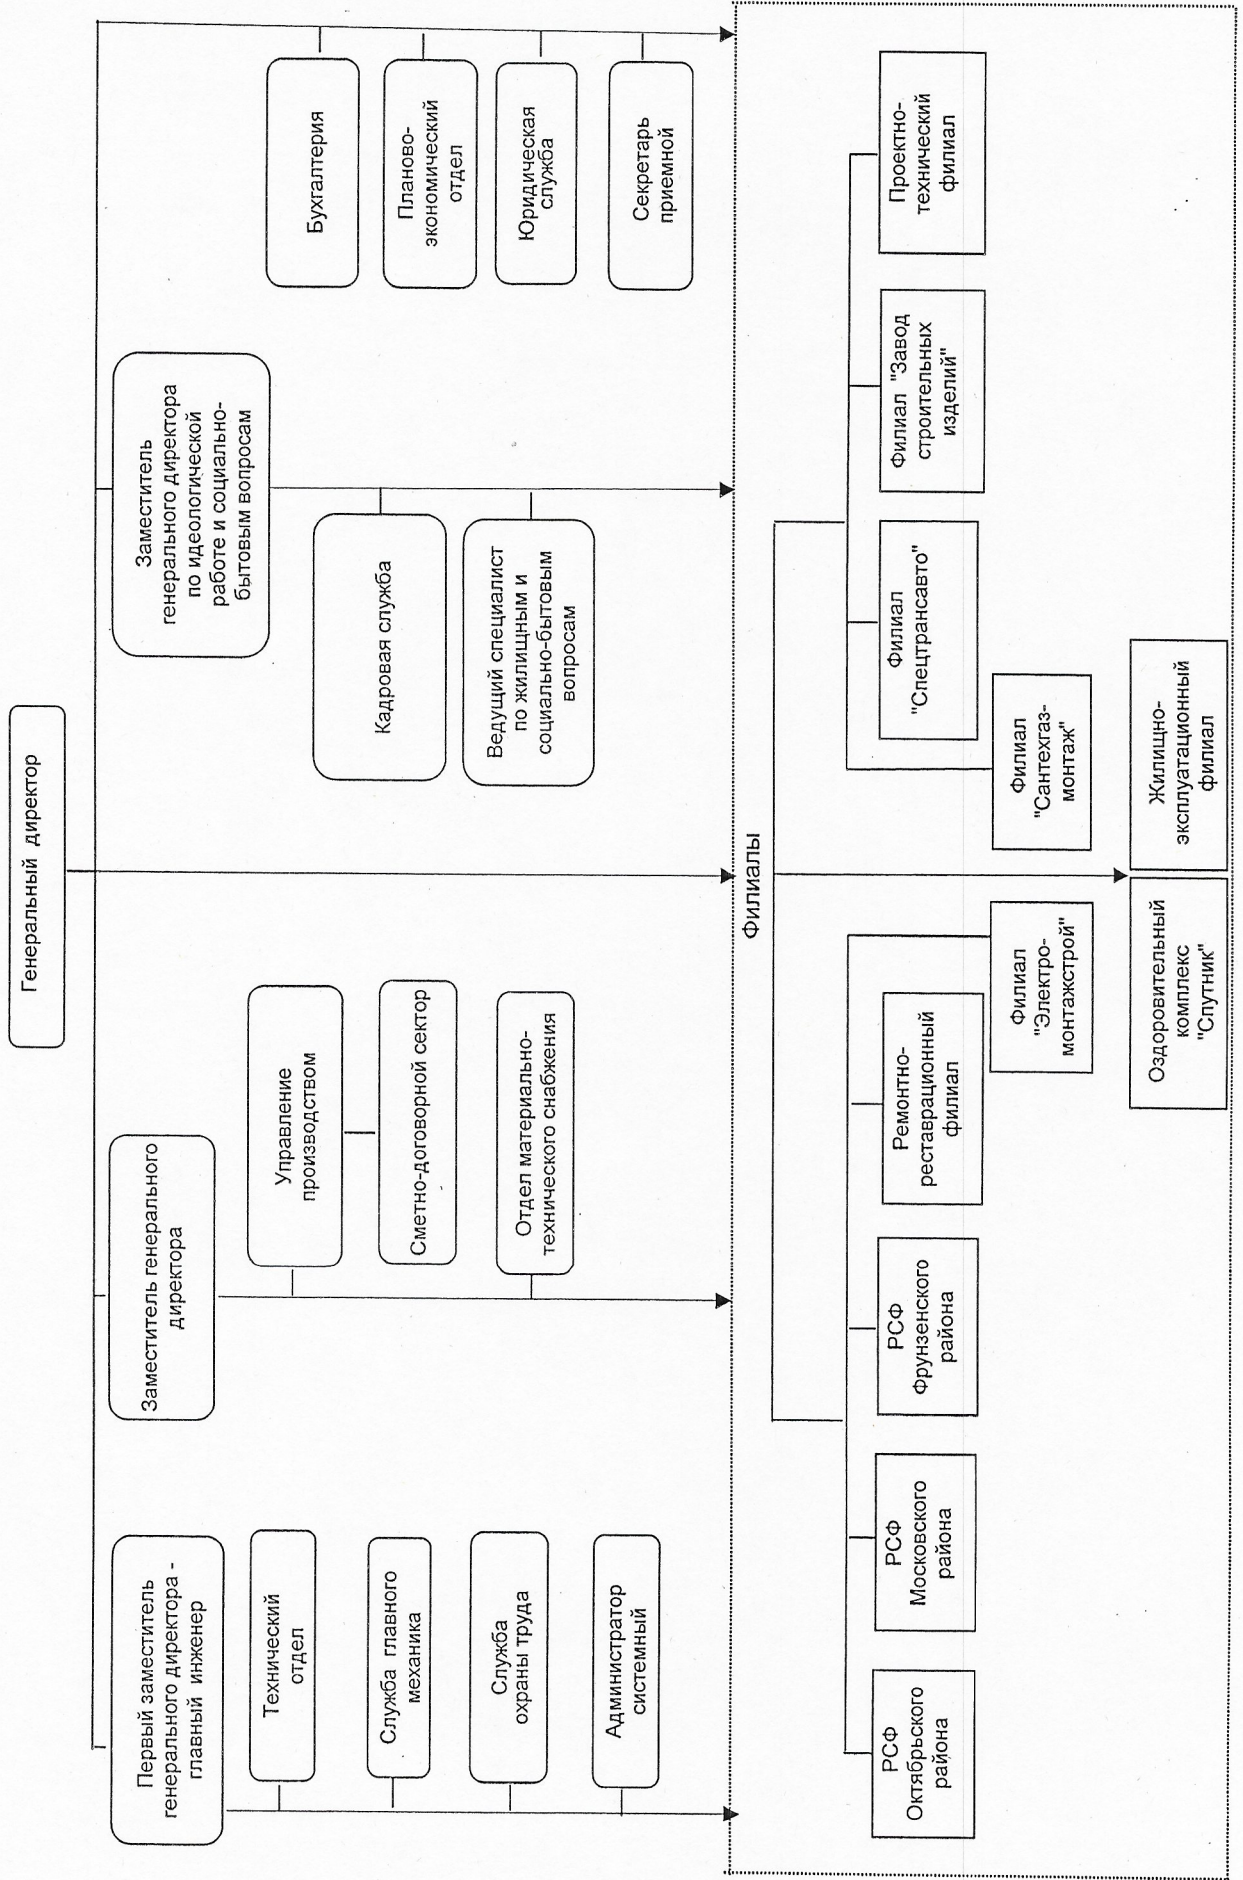 Генеральный директор
Первый заместитель
генерального директора -
главный инженер
Заместитель генерального
директора
Заместитель
генерального директора
по идеологической
работе и социально-
бытовым вопросам
Технический
отдел
Служба главного
механика
Служба
охраны труда
Администратор
системный
Управление
производством
Сметно-договорной сектор
Отдел материально-
технического снабжения
Кадровая служба
Ведущий специалист
по жилищным и
социально-бытовым
вопросам
Бухгалтерия
Планово-
экономический
отдел
Юридическая
служба
Секретарь
приемной
Филиалы
РСФ
Октябрьского
района
РСФ
Московского
района
РСФ
Фрунзенского
района
Ремонтно-
реставрационный
филиал
Филиал
"Электро-
монтажстрой"
Филиал
"Сантехгаз-
монтаж"
Филиал
"Спецтрансавто"
Филиал "Завод
строительных
изделий"
Проектно-
технический
филиал
Оздоровительный
комплекс
"Спутник"
Жилищно-
эксплуатационный
филиал